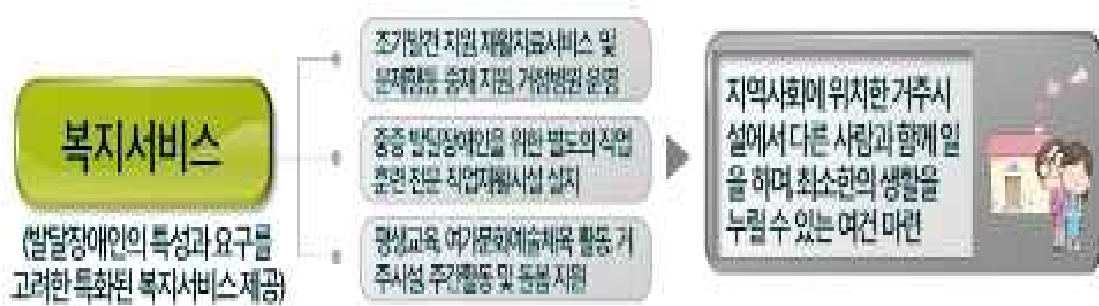 복지서비스
(발달장애인의 특성과 요구를
고려한 특화된 복지서비스 제공)
조기발견 지원, 재활치료서비스 및
문제행동 중재 지원, 거점병원 운영
중증 발달장애인을 위한 별도의 직업
훈련 전문 직업재활시설 설치
평생교육, 여가문화예술체육 활동, 거
주시설, 주간활동 및 돌봄 지원
지역사회에 위치한 거주시
설에서 다른 사람과 함께 일
을 하며, 최소한의 생활을
누릴 수 있는 여건 마련